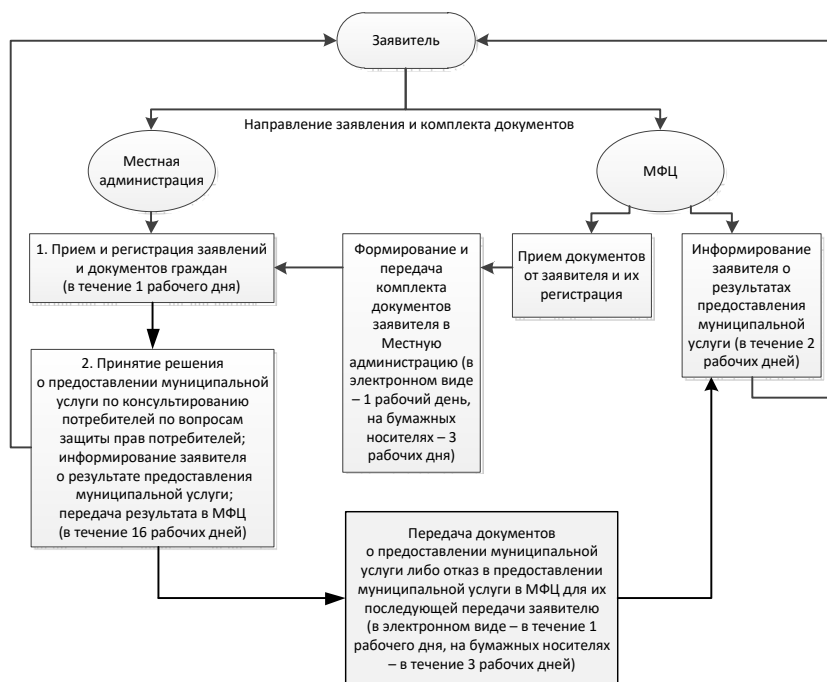 Заявитель
Направление заявления и комплекта документов
Местная
администрация
МФЦ
1. Прием и регистрация заявлений
и документов граждан
(в течение 1 рабочего дня)
Формирование и
передача
комплекта
документов
заявителя в
Местную
администрацию (в
электронном виде
– 1 рабочий день,
на бумажных
носителях – 3
рабочих дня)
Прием документов
от заявителя и их
регистрация
Информирование
заявителя о
результатах
предоставления
муниципальной
услуги (в течение 2
рабочих дней)
2. Принятие решения
о предоставлении муниципальной
услуги по консультированию
потребителей по вопросам
защиты прав потребителей;
информирование заявителя
о результате предоставления
муниципальной услуги;
передача результата в МФЦ
(в течение 16 рабочих дней)
Передача документов
о предоставлении муниципальной
услуги либо отказ в предоставлении
муниципальной услуги в МФЦ для их
последующей передачи заявителю
(в электронном виде – в течение 1
рабочего дня, на бумажных носителях
– в течение 3 рабочих дней)